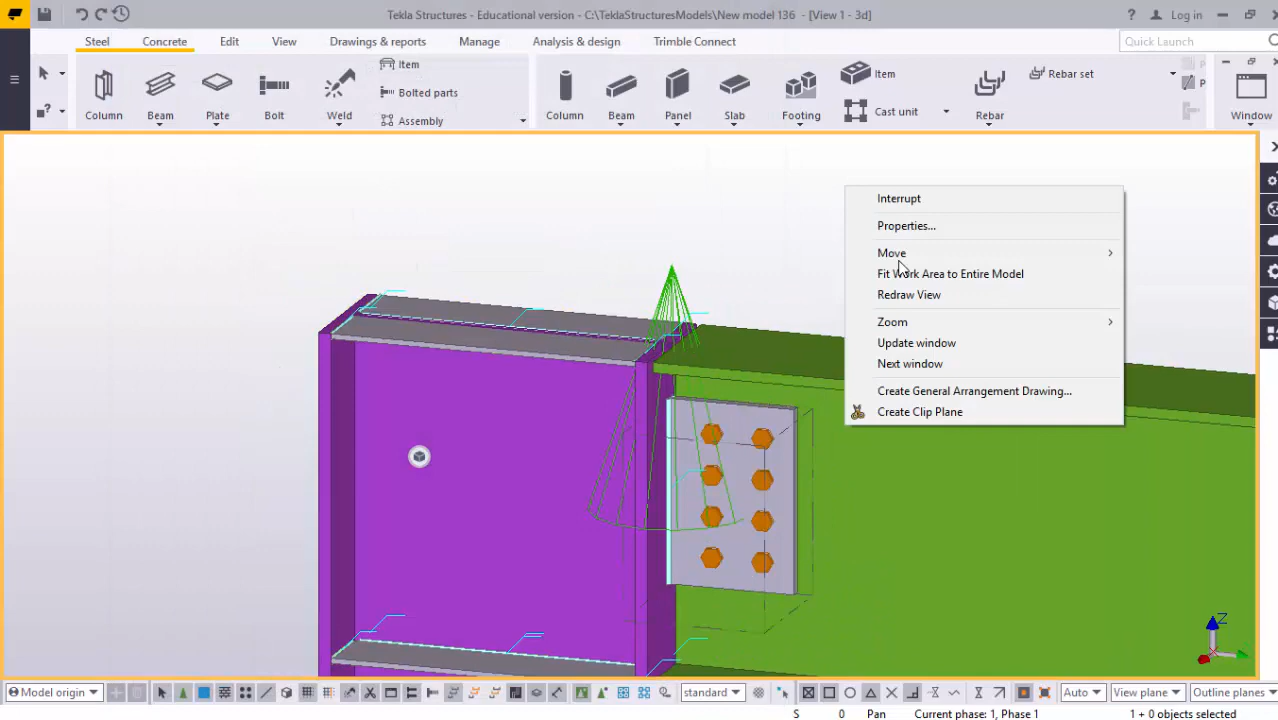 Tekla Structures - Educational version - C:\TeklaStructuresModels\New model 136 - [View 1 - 3d]
Log in
Steel Concrete Edit View Drawings & reports Manage Analysis & design Trimble Connect
Quick Launch
Column Beam Plate Bolt Weld
Item
Bolted parts
Assembly
Column Beam Panel Slab Footing
Item
Cast unit
Rebar
Rebar set
Window
Interrupt
Properties...
Move
Fit Work Area to Entire Model
Redraw View
Zoom
Update window
Next window
Create General Arrangement Drawing...
Create Clip Plane
Z
Model origin
standard
Auto
View plane
Outline planes
S 0 Pan Current phase: 1, Phase 1 1 + 0 objects selected